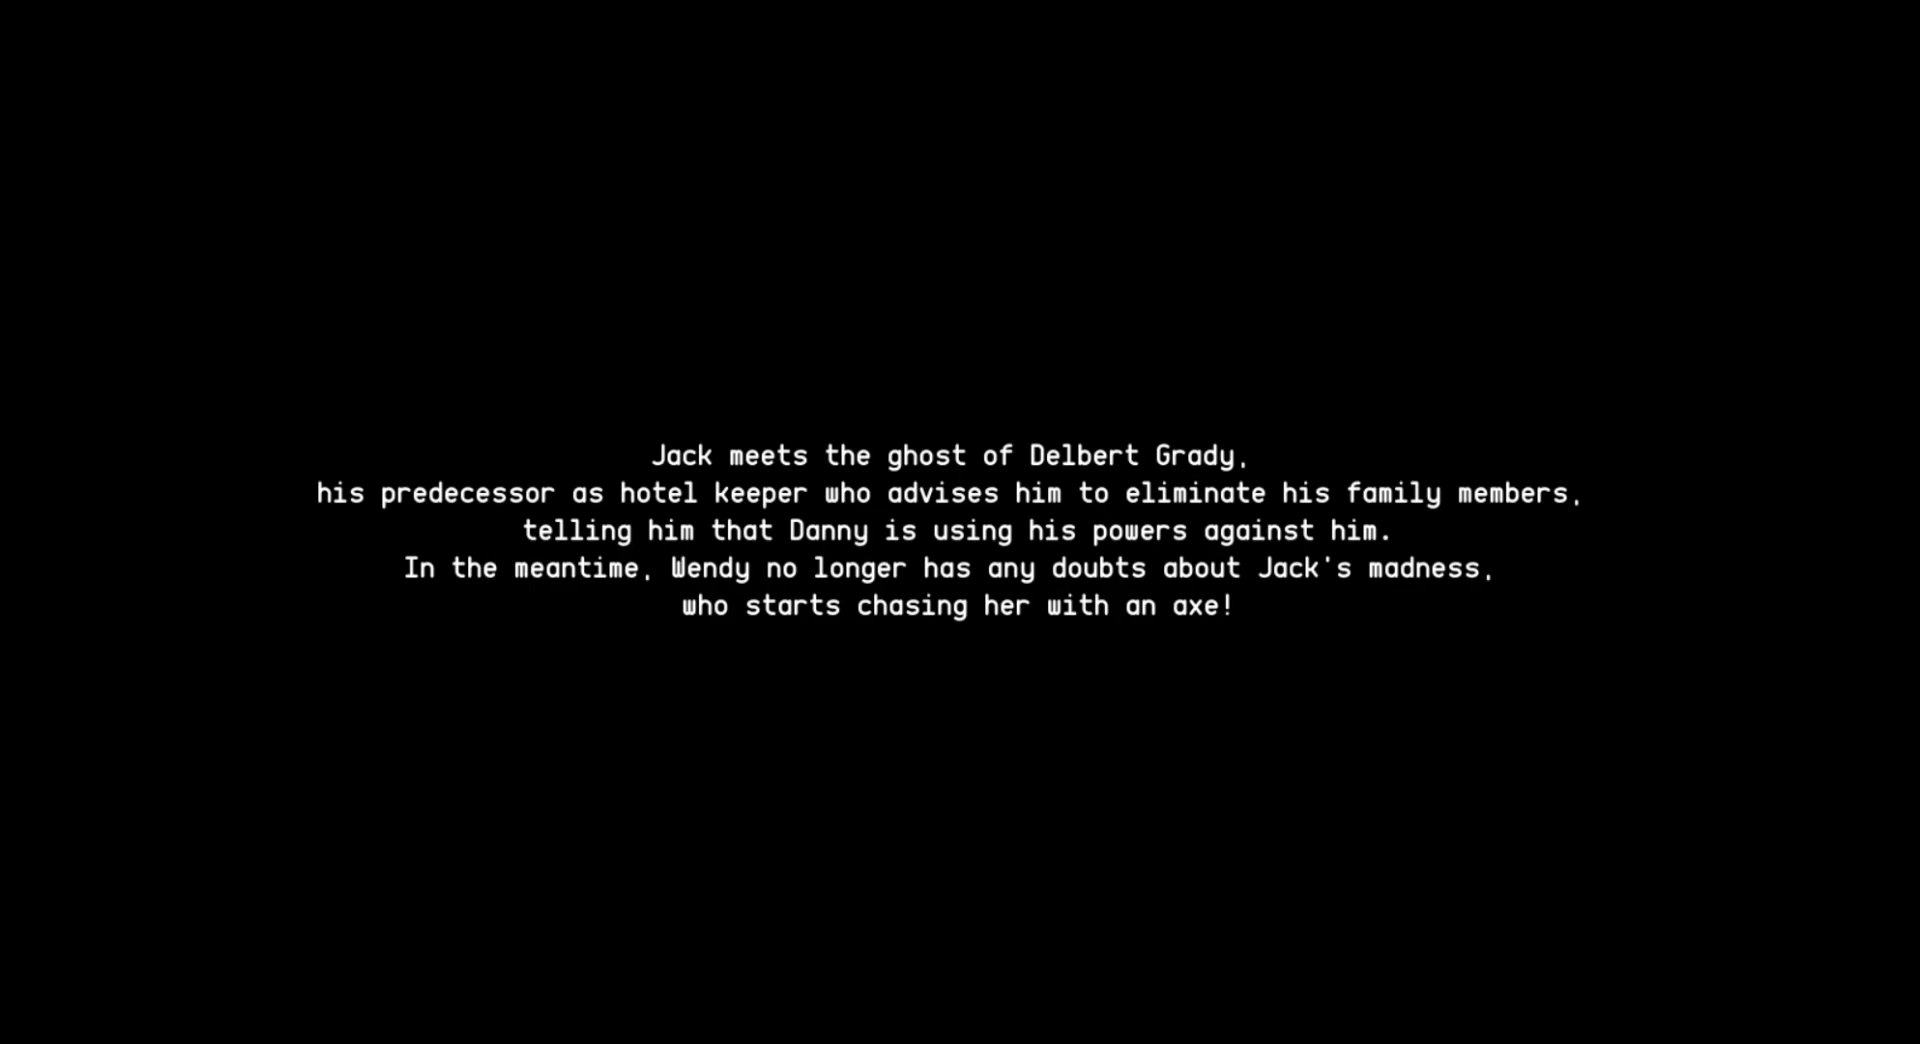 Jack meets the ghost of Delbert Grady,
his predecessor as hotel keeper who advises him to eliminate his family members,
telling him that Danny is using his powers against him.
In the meantime, Wendy no longer has any doubts about Jack's madness,
who starts chasing her with an axe!